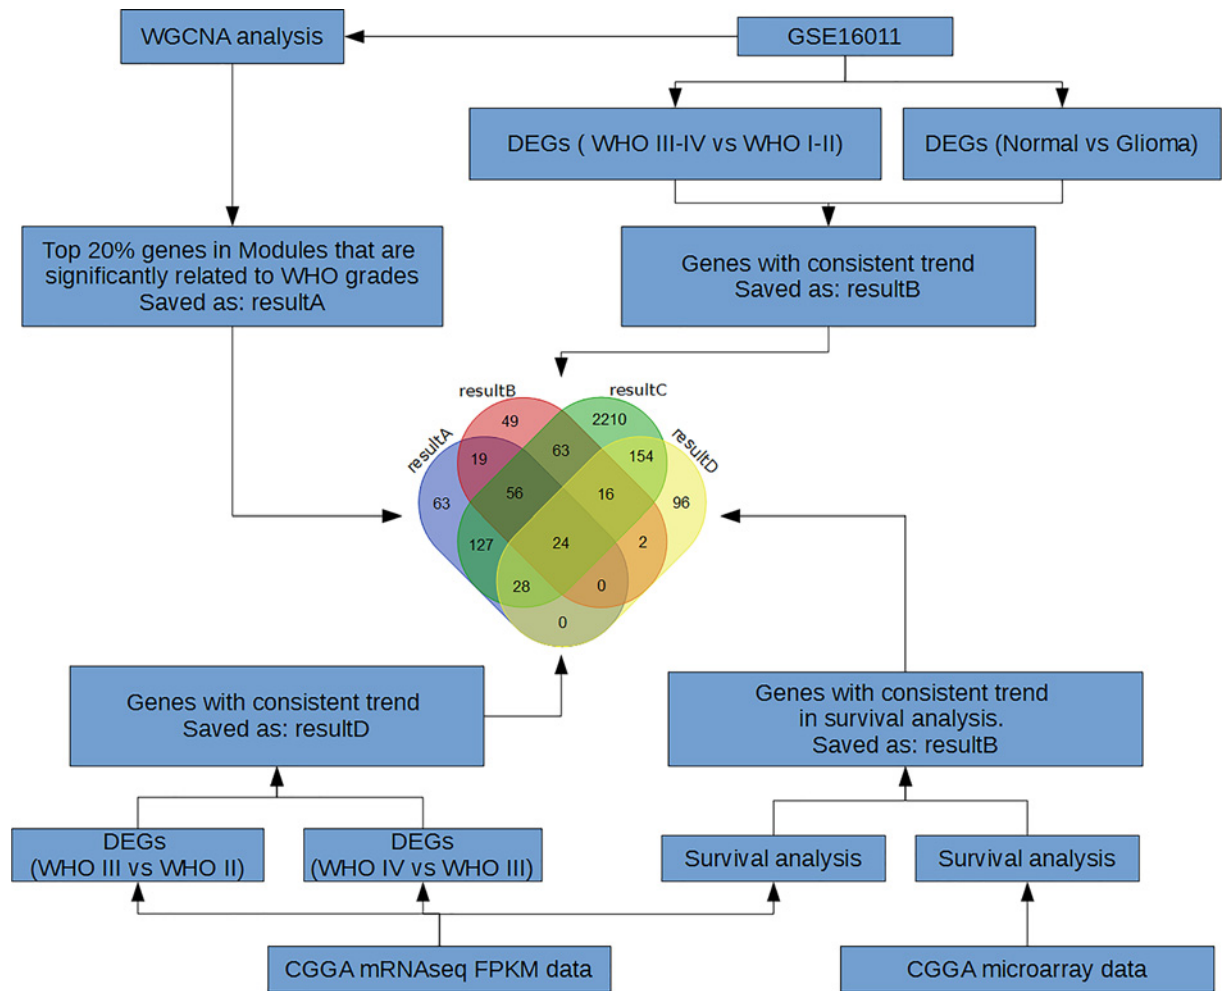 WGCNA analysis
GSE16011
DEGs ( WHO III-IV vs WHO I-II)
DEGs (Normal vs Glioma)
Top 20% genes in Modules that are
significantly related to WHO grades
Saved as: resultA
Genes with consistent trend
Saved as: resultB
resultB
resultC
resultA
resultD
49
2210
19
63
154
63
56
16
96
127
24
2
28
0
0
Genes with consistent trend
Saved as: resultD
Genes with consistent trend
in survival analysis.
Saved as: resultB
DEGs
(WHO III vs WHO II)
DEGs
(WHO IV vs WHO III)
Survival analysis
Survival analysis
CGGA mRNAseq FPKM data
CGGA microarray data